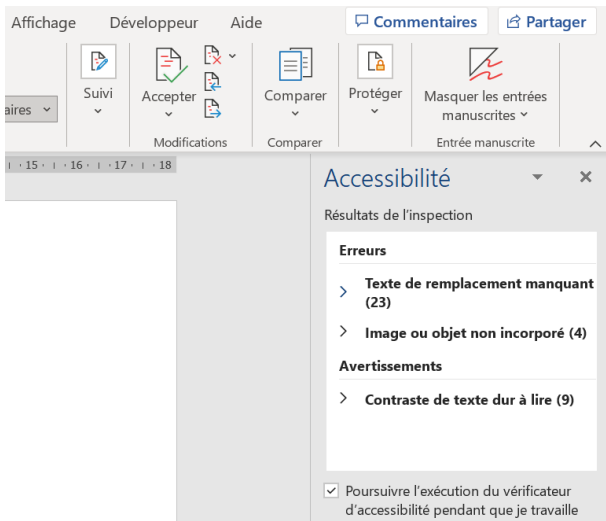 Affichage Développeur Aide Commentaires Partager
aires Suivi Accepter Comparer Protéger Masquer les entrées
manuscrites
Modifications Comparer Entrée manuscrite
15 16 17 18
Accessibilité
Résultats de l'inspection
Erreurs
Texte de remplacement manquant
(23)
Image ou objet non incorporé (4)
Avertissements
Contraste de texte dur à lire (9)
Poursuivre l'exécution du vérificateur
d'accessibilité pendant que je travaille